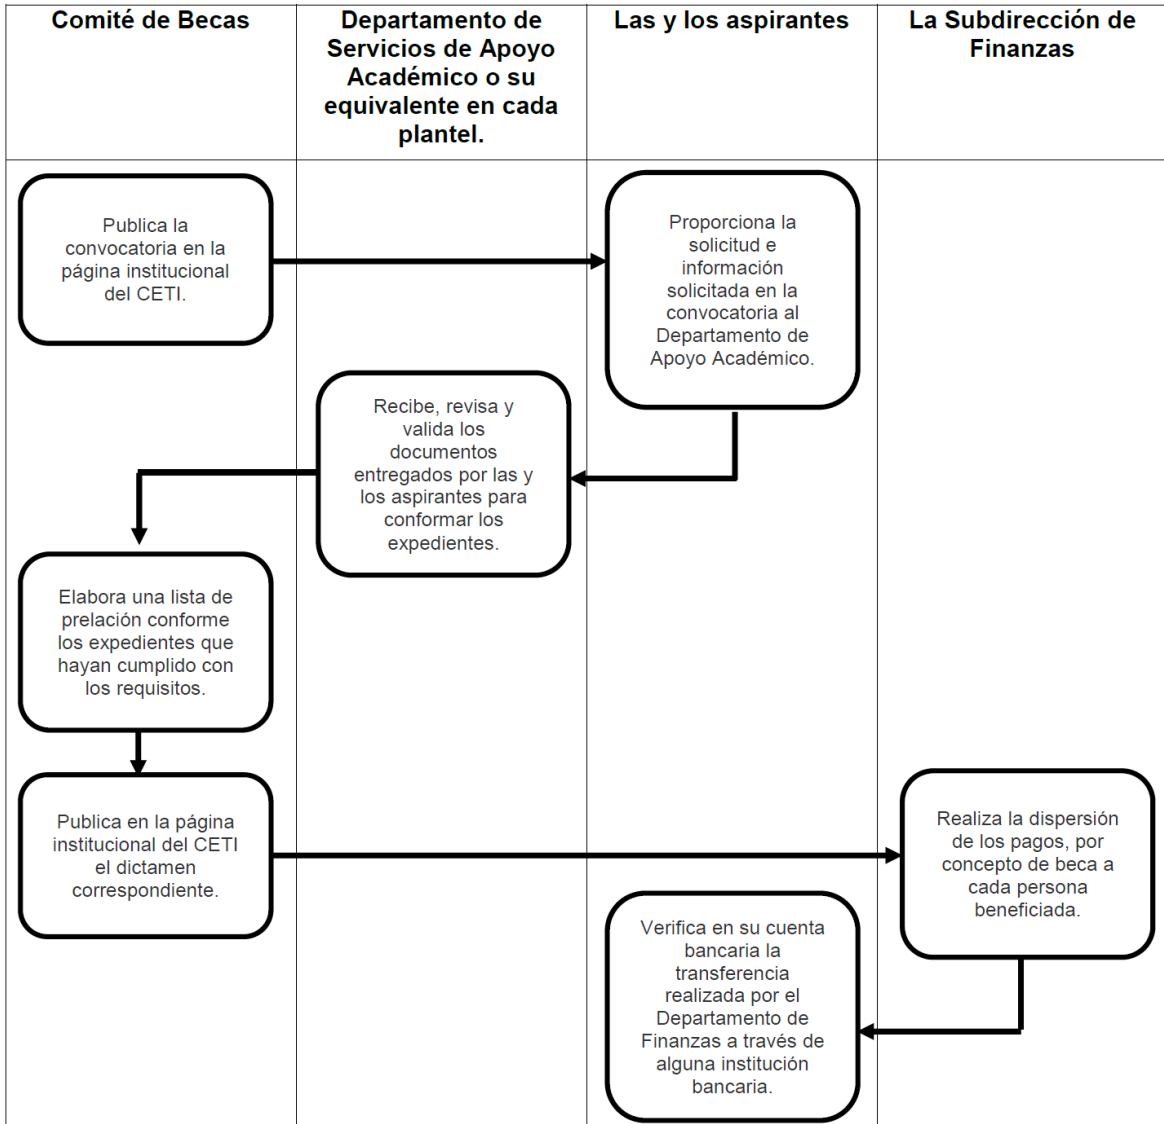 Comité de Becas
Departamento de
Servicios de Apoyo
Académico o su
equivalente en cada
plantel.
Las y los aspirantes
La Subdirección de
Finanzas
Publica la
convocatoria en la
página institucional
del CETI.
Proporciona la
solicitud e
información
solicitada en la
convocatoria al
Departamento de
Apoyo Académico.
Recibe, revisa y
valida los
documentos
entregados por las y
los aspirantes para
conformar los
expedientes.
Elabora una lista de
prelación conforme
los expedientes que
hayan cumplido con
los requisitos.
Publica en la página
institucional del CETI
el dictamen
correspondiente.
Realiza la dispersión
de los pagos, por
concepto de beca a
cada persona
beneficiada.
Verifica en su cuenta
bancaria la
transferencia
realizada por el
Departamento de
Finanzas a través de
alguna institución
bancaria.